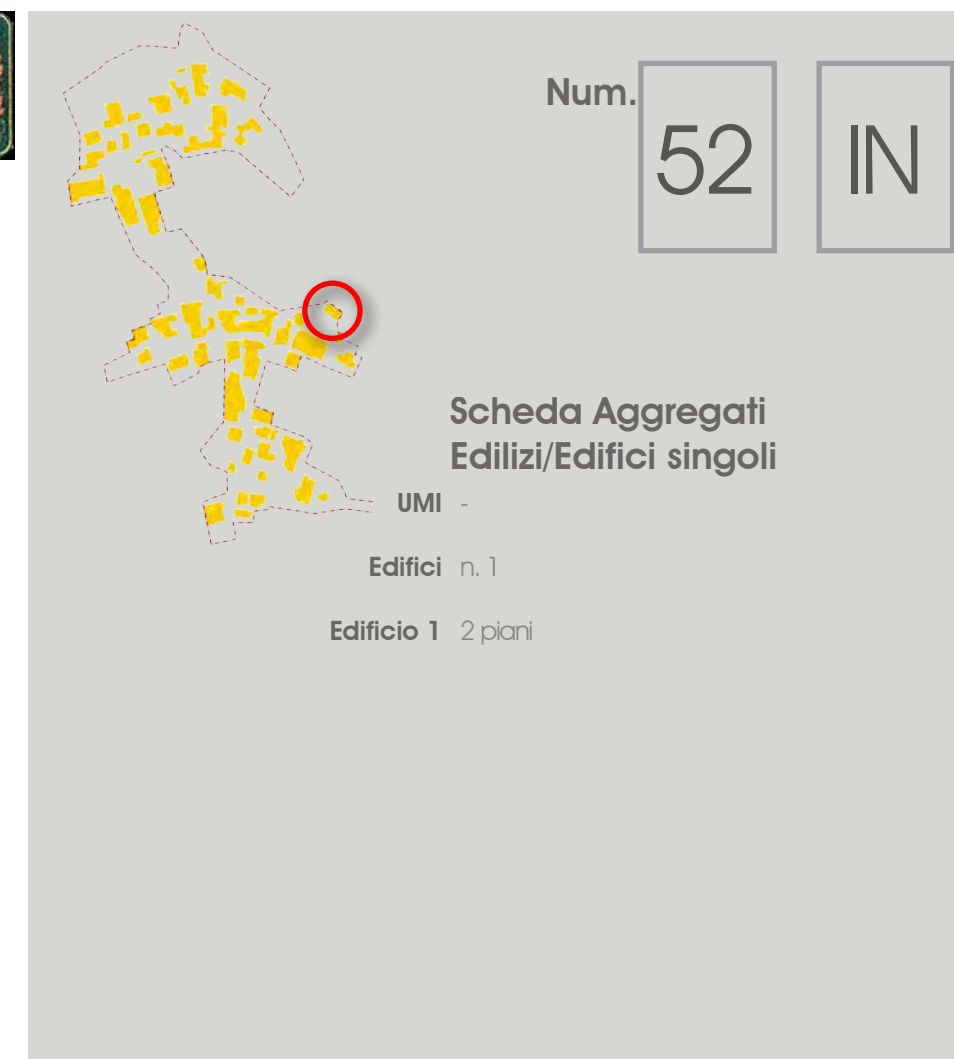 Num.
52 IN
Scheda Aggregati
Edilizi/Edifici singoli
UMI -
Edifici n. 1
Edificio 1 2 piani